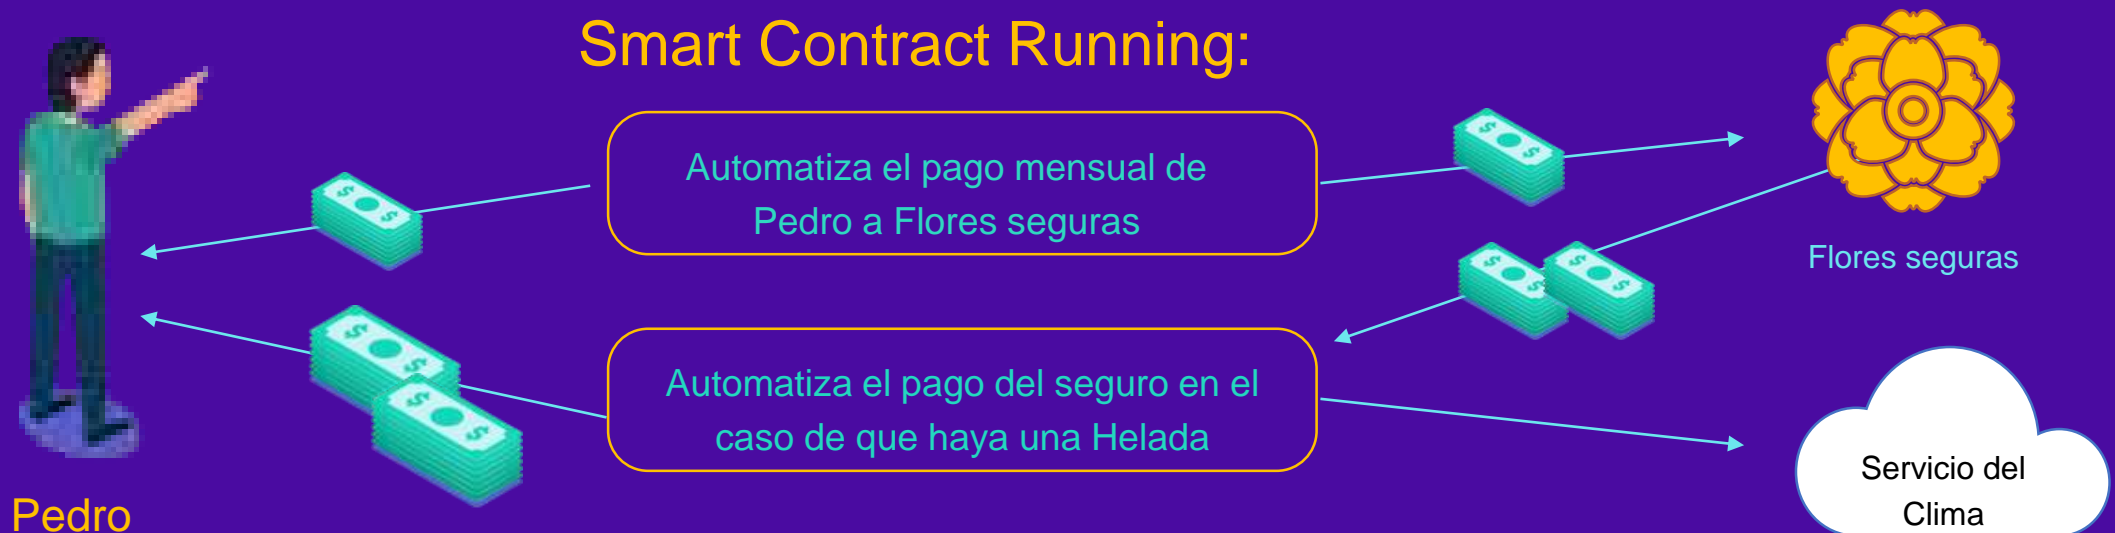 Smart Contract Running:
Automatiza el pago mensual de
Pedro a Flores seguras
Flores seguras
Automatiza el pago del seguro en el
caso de que haya una Helada
Servicio del
Clima
Pedro